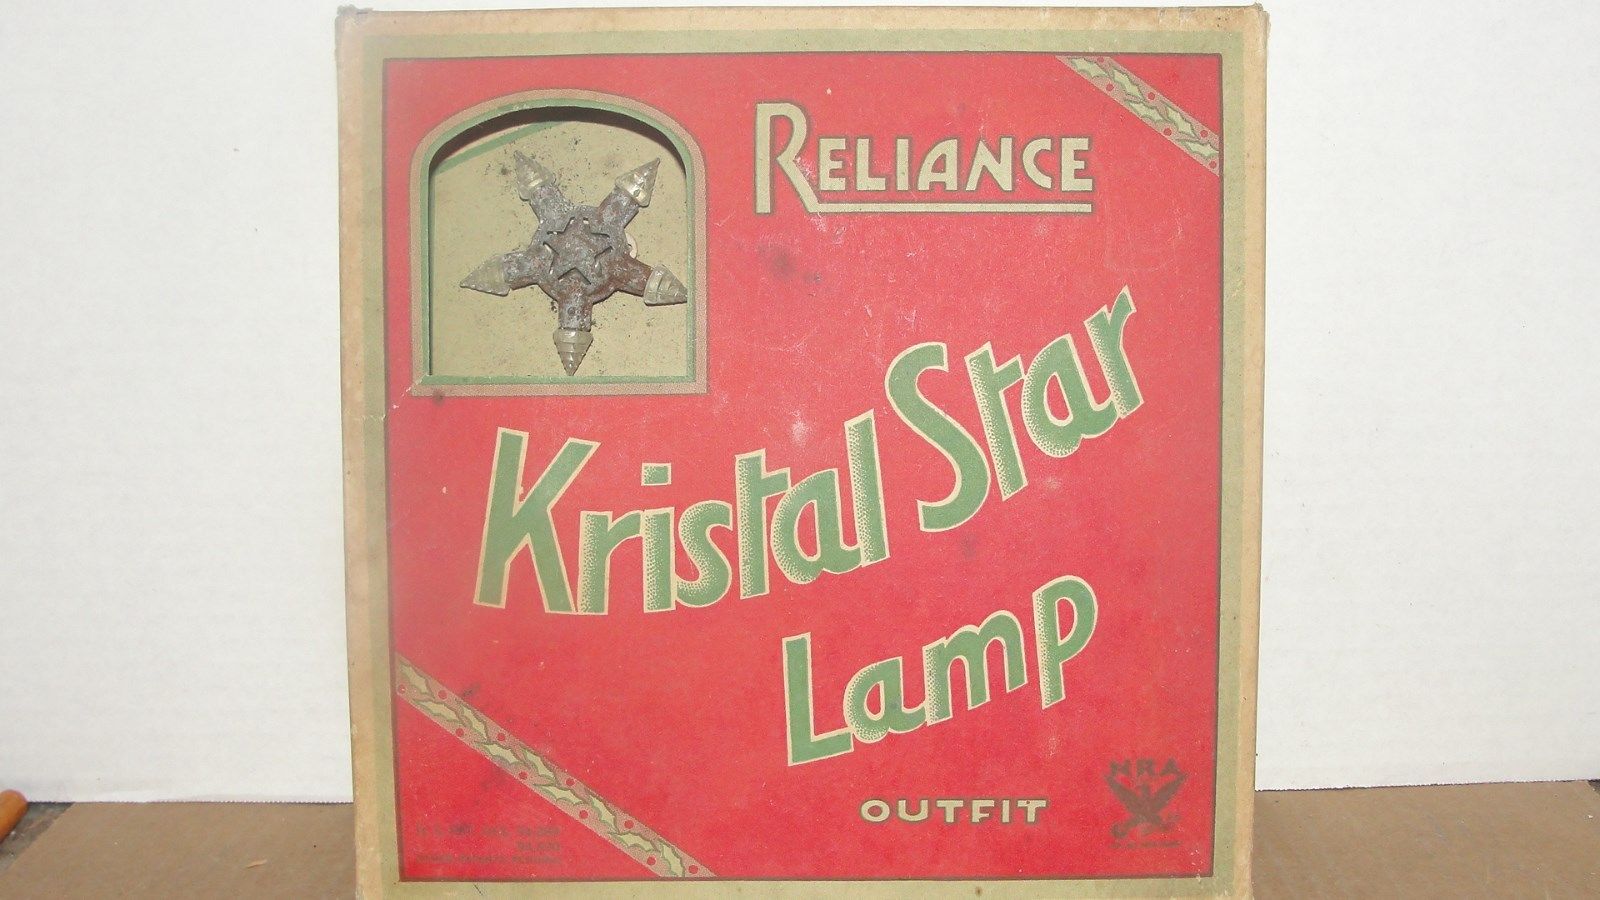 RELIANCE
Kristal Star
Lamp
OUTFIT
NRA